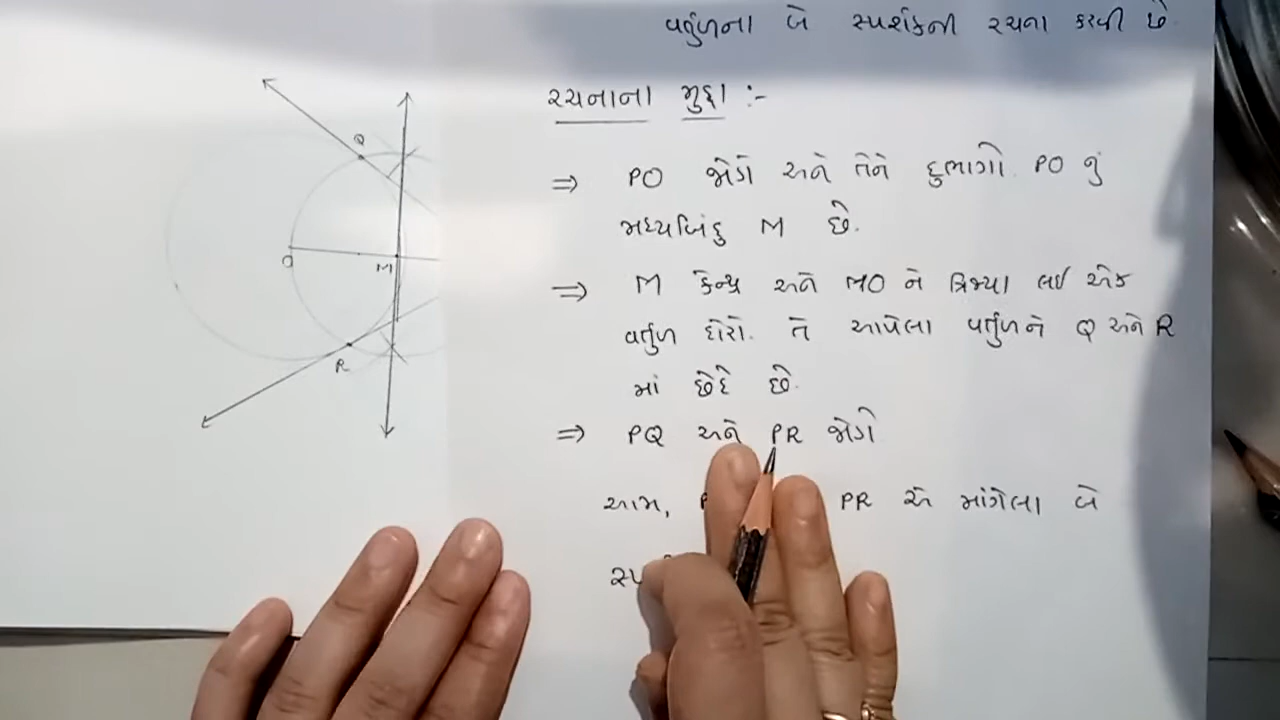 વર્તુળના બે સ્પર્શકની રચના કરવી છે
રચનાના મુદ્દા :-
⇒ PO જોડો અને તેને દુભાગો. PO નું
મધ્યબિંદુ M છે.
⇒ M કેન્દ્ર અને MO ને ત્રિજ્યા લઈ એક
વર્તુળ દોરો. તે આપેલા વર્તુળને Q અને R
માં છેદે છે.
⇒ PQ અને PR જોડો
આમ, PR એ માંગેલા બે
Q
O
M
R